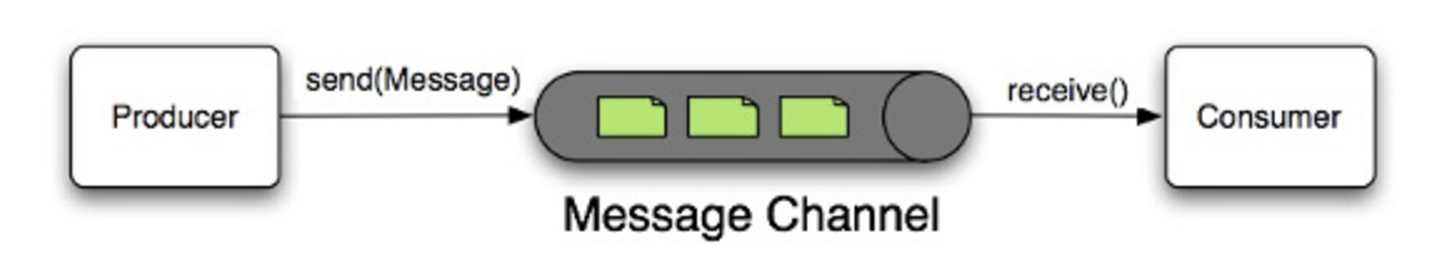 send(Message)
receive()
Producer
Consumer
Message Channel